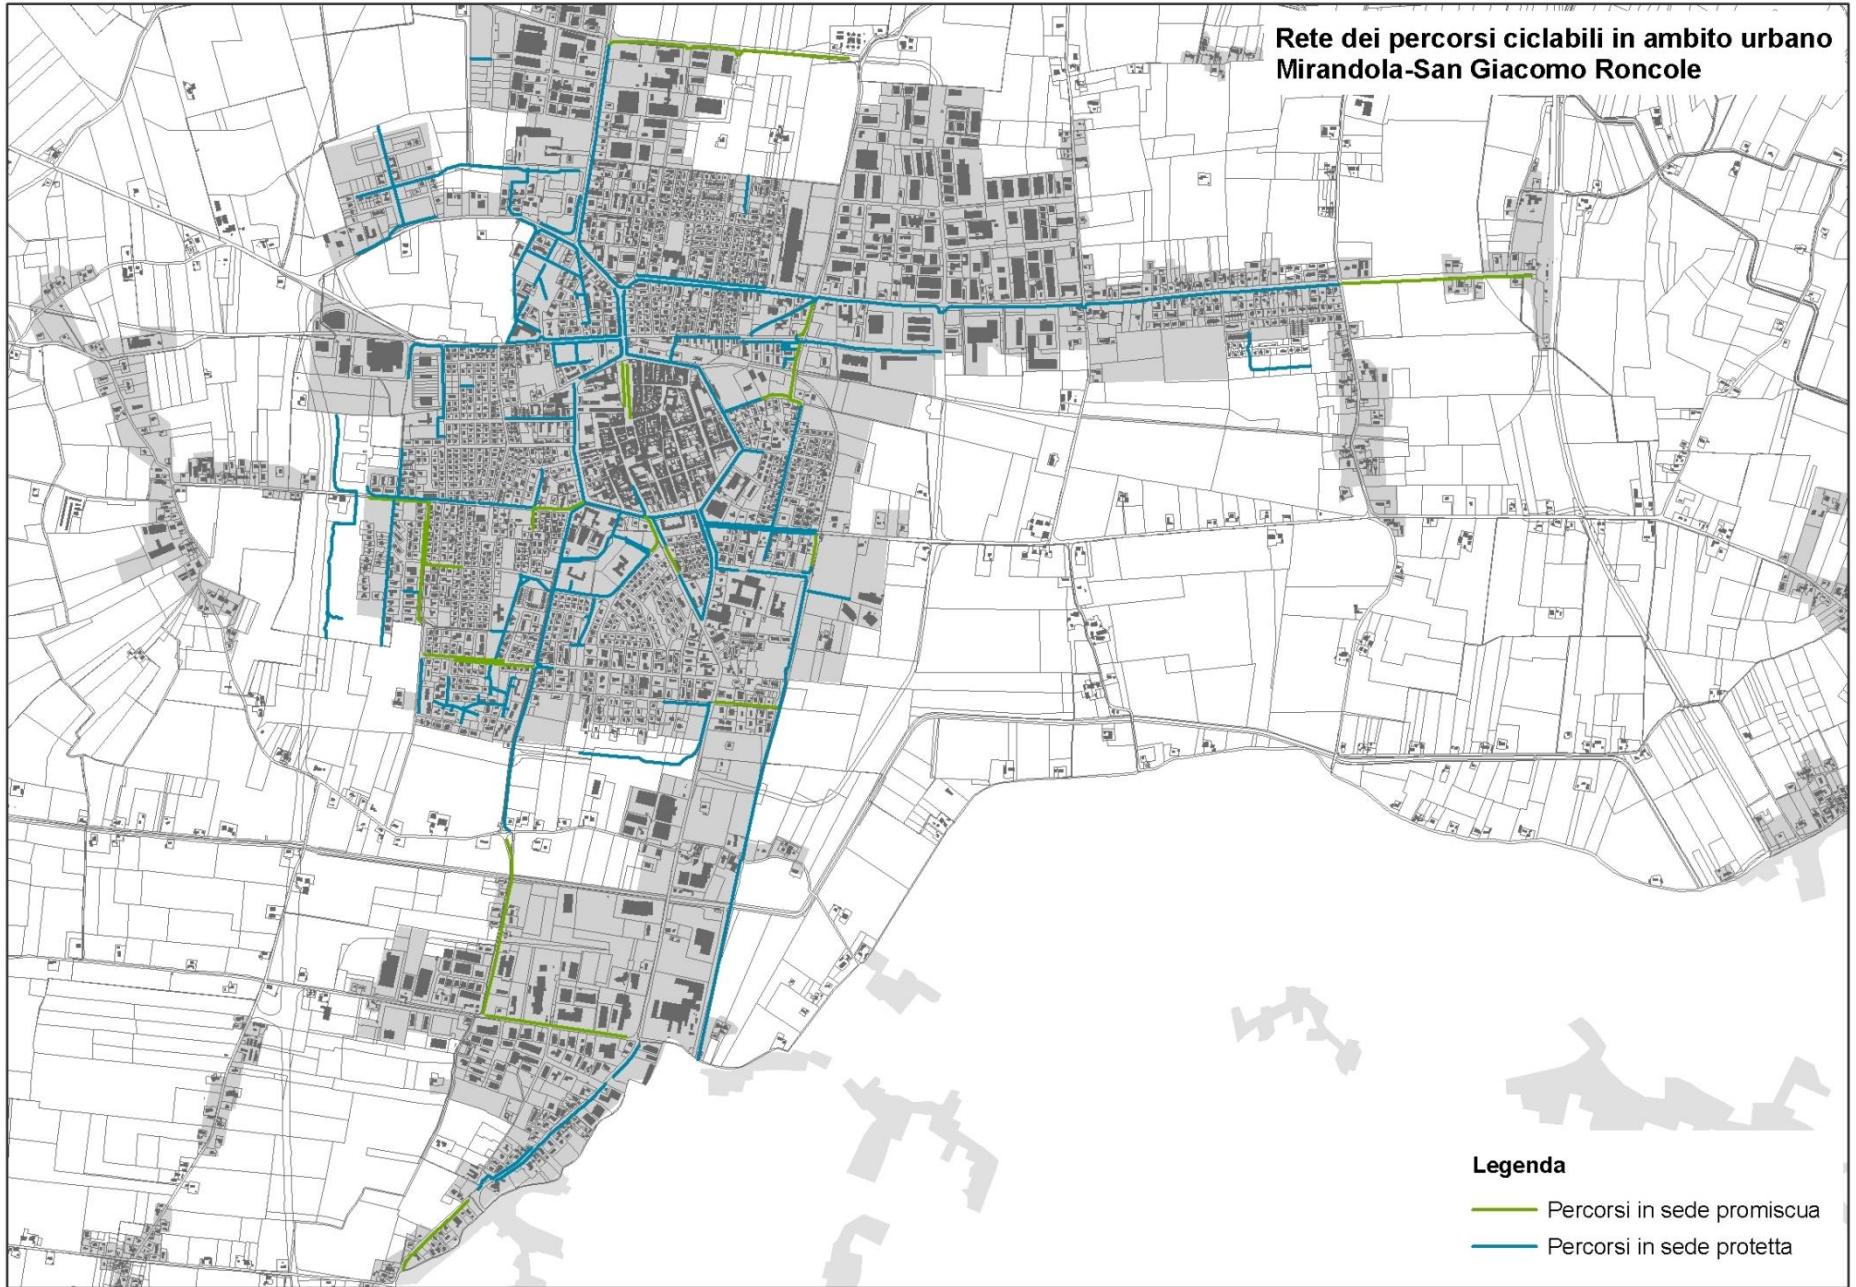 Rete dei percorsi ciclabili in ambito urbano
Mirandola-San Giacomo Roncole
Legenda
Percorsi in sede promiscua
Percorsi in sede protetta